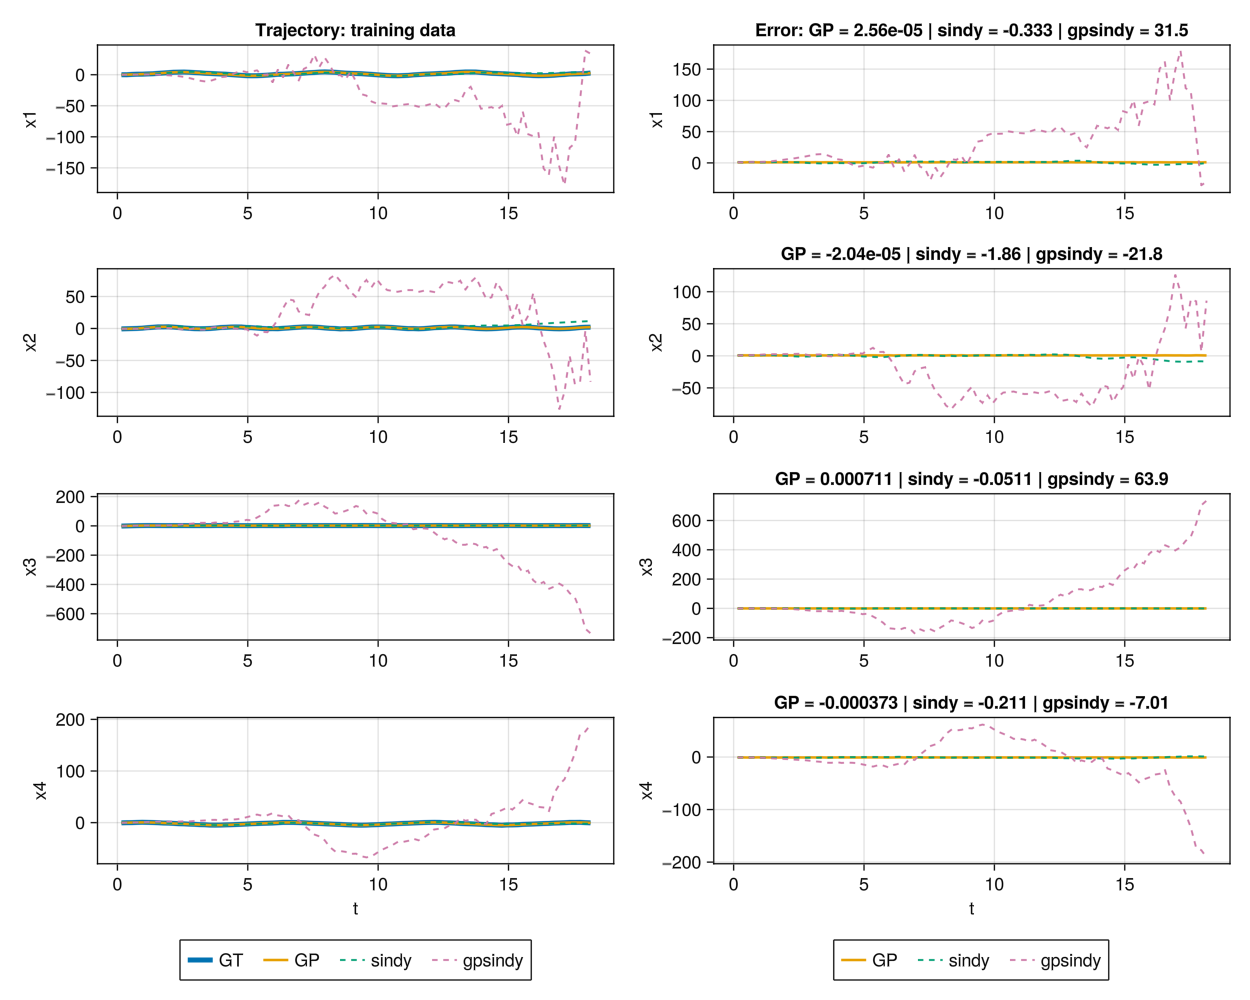 Trajectory: training data
x1
0
−50
−100
−150
0 5 10 15
Error: GP = 2.56e-05 | sindy = -0.333 | gpsindy = 31.5
x1
150
100
50
0
0 5 10 15
x2
50
0
−50
−100
0 5 10 15
GP = -2.04e-05 | sindy = -1.86 | gpsindy = -21.8
x2
100
50
0
−50
0 5 10 15
x3
200
0
−200
−400
−600
0 5 10 15
GP = 0.000711 | sindy = -0.0511 | gpsindy = 63.9
x3
600
400
200
0
−200
0 5 10 15
x4
200
100
0
0 5 10 15
t
GP = -0.000373 | sindy = -0.211 | gpsindy = -7.01
x4
0
−100
−200
0 5 10 15
t
GT GP sindy gpsindy
GP sindy gpsindy